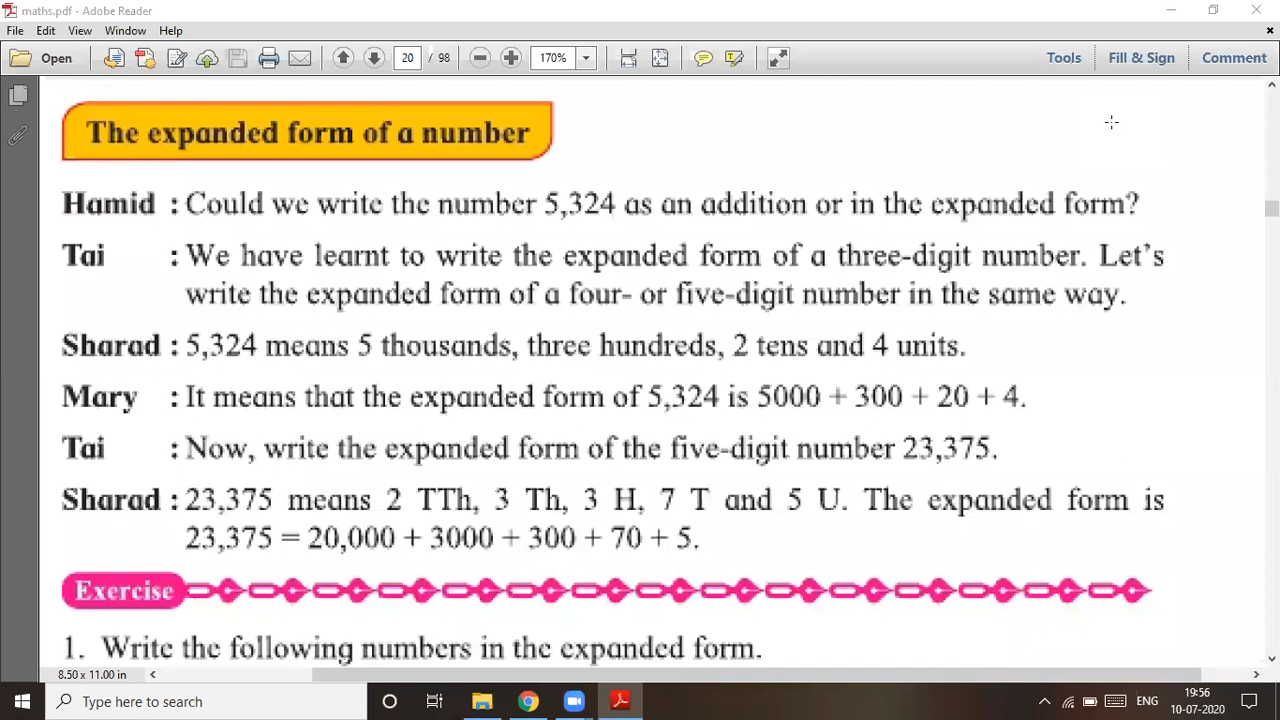 maths.pdf - Adobe Reader
File Edit View Window Help
Open 20 / 98 170% Tools Fill & Sign Comment
The expanded form of a number
Hamid : Could we write the number 5,324 as an addition or in the expanded form?
Tai : We have learnt to write the expanded form of a three-digit number. Let's
write the expanded form of a four- or five-digit number in the same way.
Sharad : 5,324 means 5 thousands, three hundreds, 2 tens and 4 units.
Mary : It means that the expanded form of 5,324 is 5000 + 300 + 20 + 4.
Tai : Now, write the expanded form of the five-digit number 23,375.
Sharad : 23,375 means 2 TTh, 3 Th, 3 H, 7 T and 5 U. The expanded form is
23,375 = 20,000 + 3000 + 300 + 70 + 5.
Exercise
1. Write the following numbers in the expanded form.
8.50 x 11.00 in
Type here to search
ENG
19:56
10-07-2020